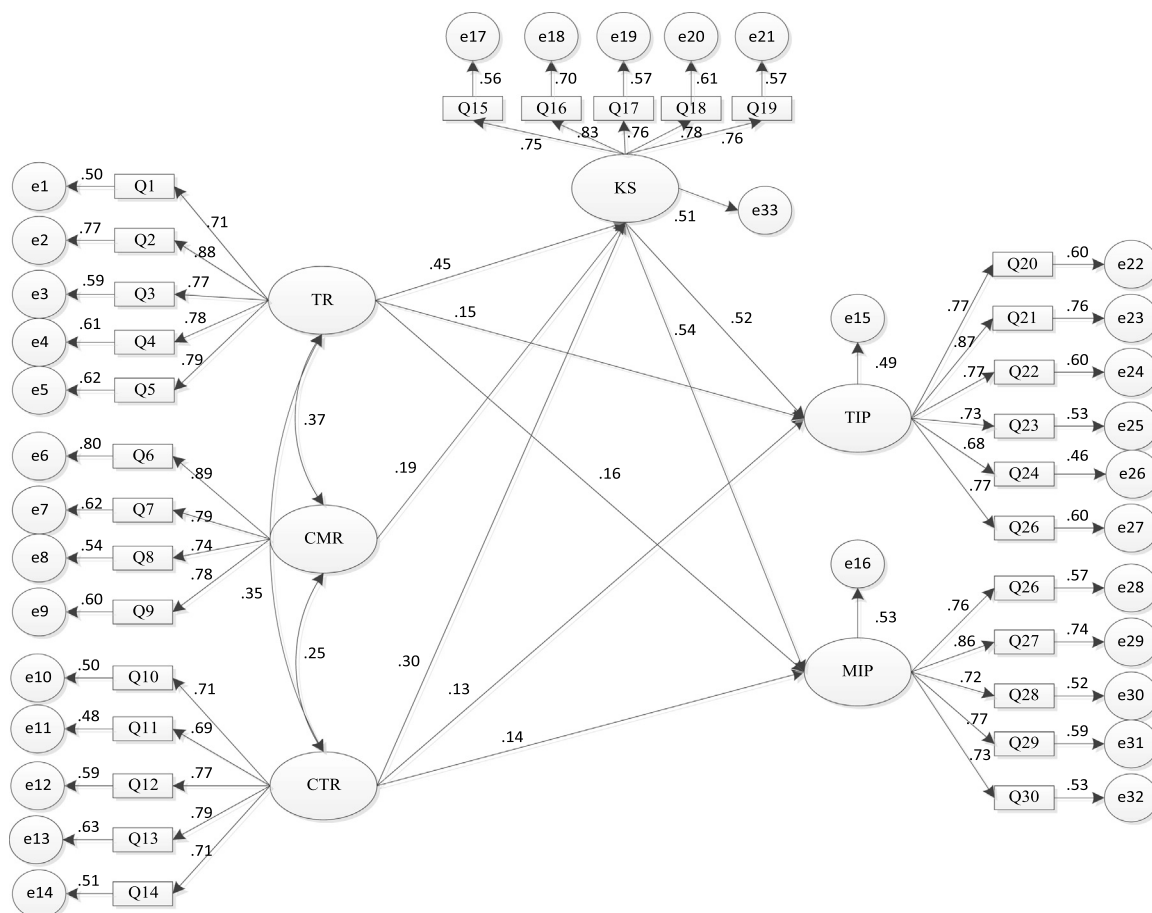 e17 e18 e19 e20 e21
.56 .70 .57 .61 .57
Q15 Q16 Q17 Q18 Q19
.75 .83 .76 .78 .76
KS
.51
e33
e1 .50 Q1
.71
e2 .77 Q2
.88
e3 .59 Q3
.77
e4 .61 Q4
.78
e5 .62 Q5
.79
TR
.45
.15
.16
.37
.35
e6 .80 Q6
.89
e7 .62 Q7
.79
e8 .54 Q8
.74
e9 .60 Q9
.78
CMR
.19
.25
e10 .50 Q10
.71
e11 .48 Q11
.69
e12 .59 Q12
.77
e13 .63 Q13
.79
e14 .51 Q14
.71
CTR
.30
.13
.14
.52
.54
e15
.49
TIP
.77
Q20 .60 e22
.87
Q21 .76 e23
.77
Q22 .60 e24
.73
Q23 .53 e25
.68
Q24 .46 e26
.77
Q26 .60 e27
e16
.53
MIP
.76
Q26 .57 e28
.86
Q27 .74 e29
.72
Q28 .52 e30
.77
Q29 .59 e31
.73
Q30 .53 e32